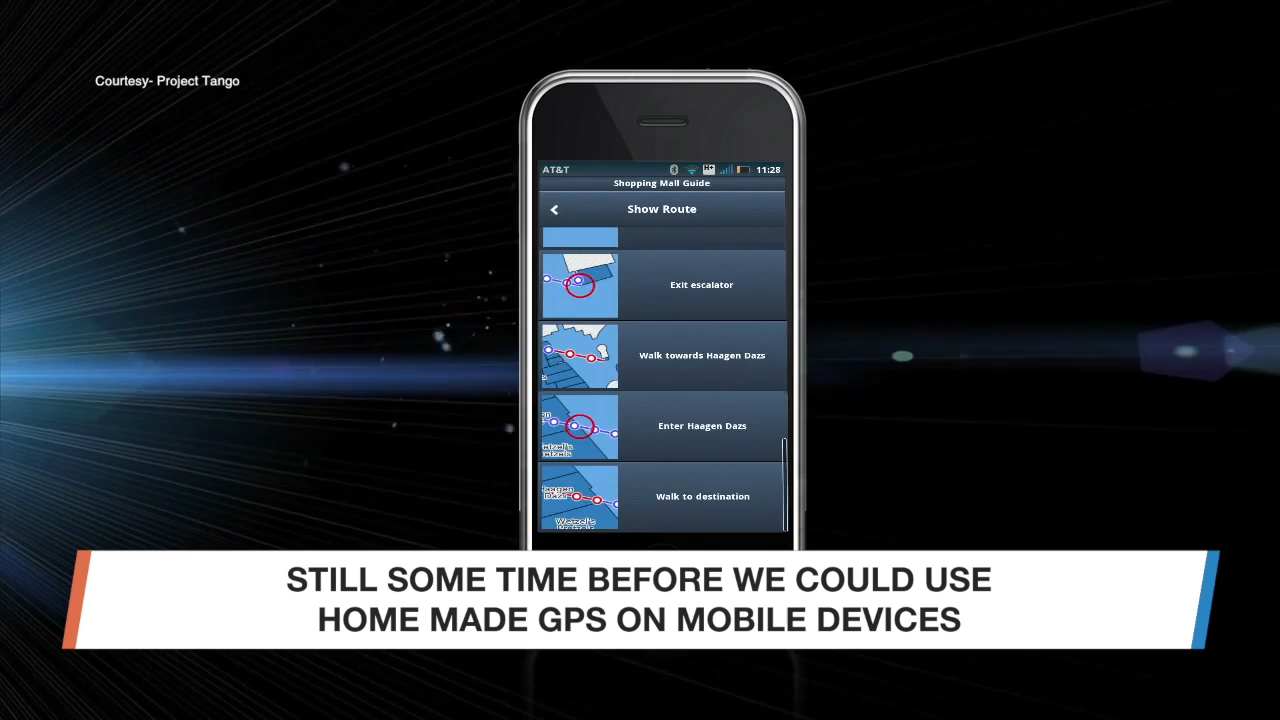 Courtesy- Project Tango
AT&T
11:28
Shopping Mall Guide
Show Route
Exit escalator
Walk towards Haagen Dazs
Enter Haagen Dazs
Walk to destination
Wetzel's
STILL SOME TIME BEFORE WE COULD USE
HOME MADE GPS ON MOBILE DEVICES